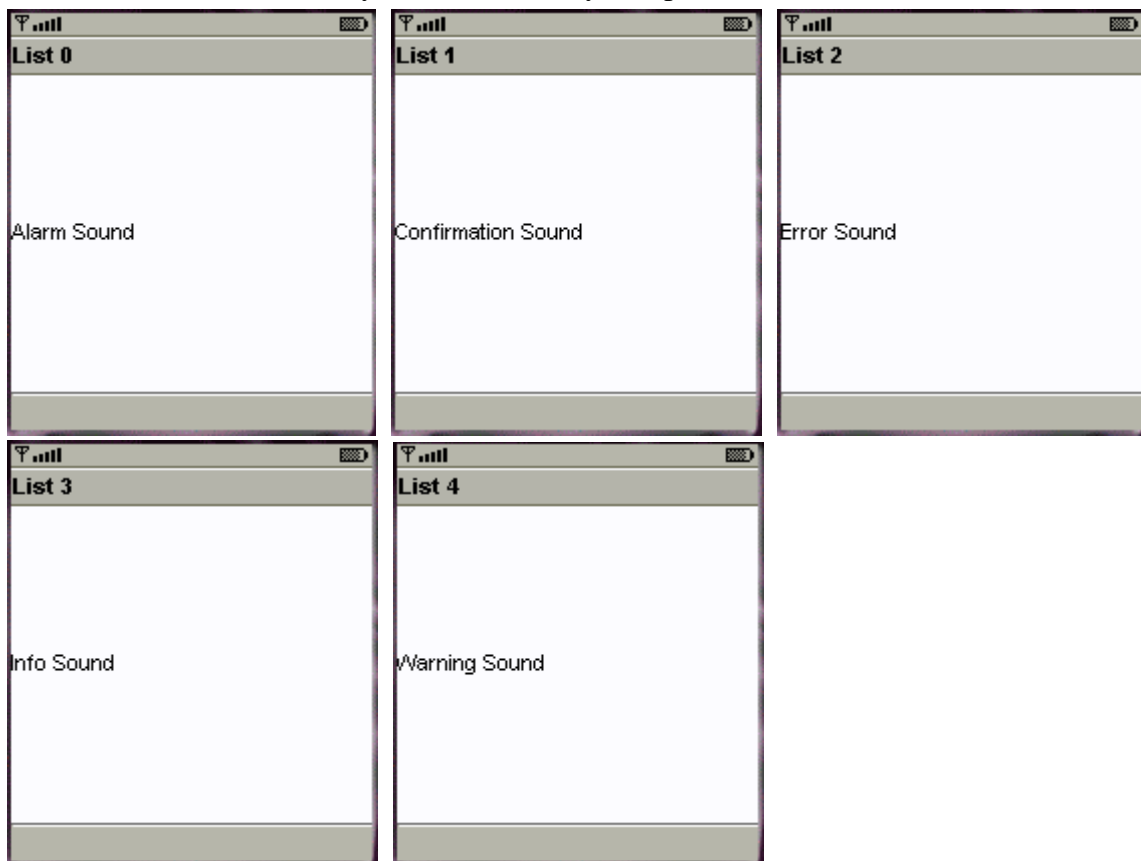 List 0
Alarm Sound
List 1
Confirmation Sound
List 2
Error Sound
List 3
Info Sound
List 4
Warning Sound